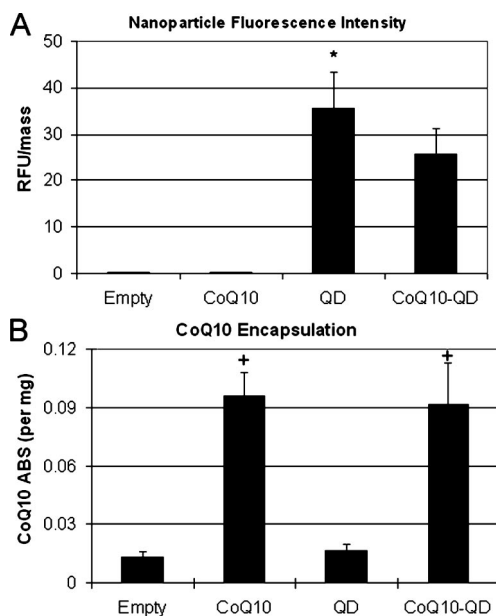 A
Nanoparticle Fluorescence Intensity
RFU/mass
50
40
30
20
10
0
*
Empty CoQ10 QD CoQ10-QD
B
CoQ10 Encapsulation
CoQ10 ABS (per mg)
0.12
0.09
0.06
0.03
0
+ +
Empty CoQ10 QD CoQ10-QD